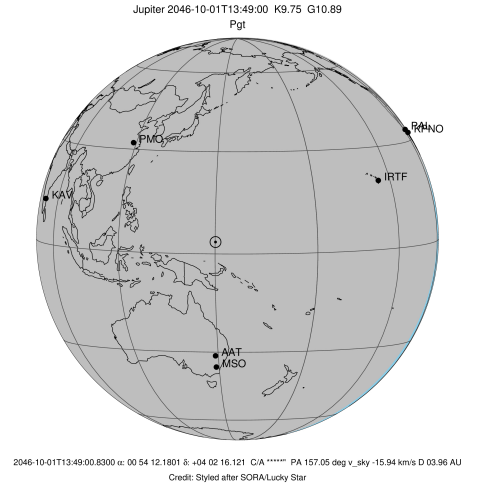 Jupiter 2046-10-01T13:49:00 K9.75 G10.89
Pgt
PAL
KPNO
PMO
IRTF
KAV
AAT
MSO
2046-10-01T13:49:00.8300 α: 00 54 12.1801 δ: +04 02 16.121 C/A *****" PA 157.05 deg v_sky -15.94 km/s D 03.96 AU
Credit: Styled after SORA/Lucky Star